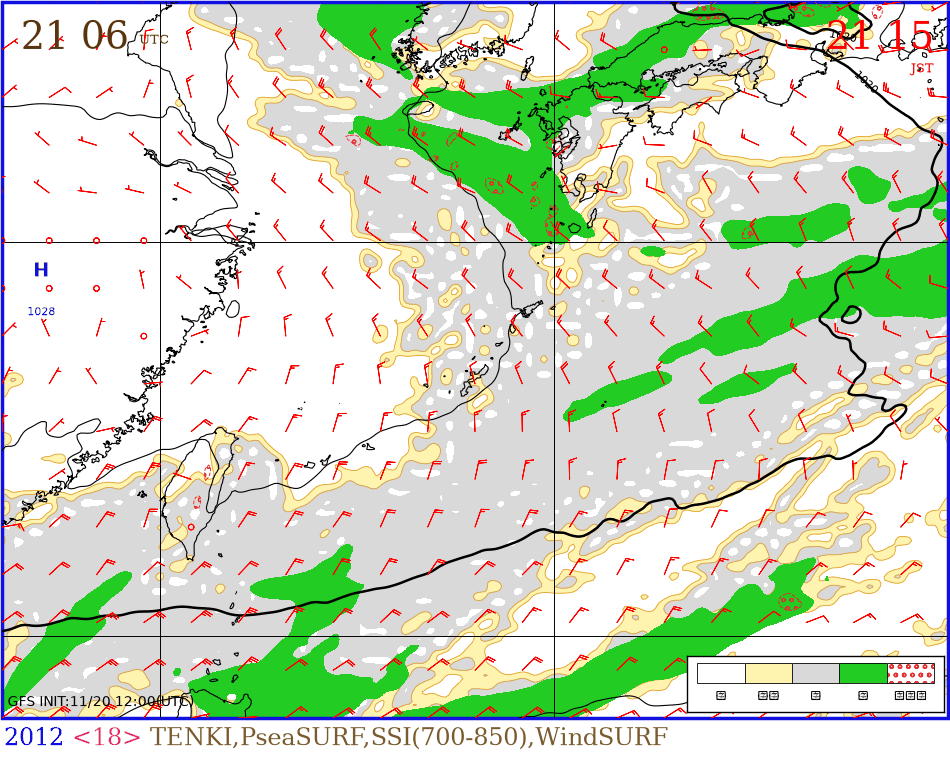 21 06 UTC
21 15
JST
1020
H
1028
GFS INIT:11/20 12:00(UTC)
2012 <18> TENKI,PseaSURF,SSI(700-850),WindSURF